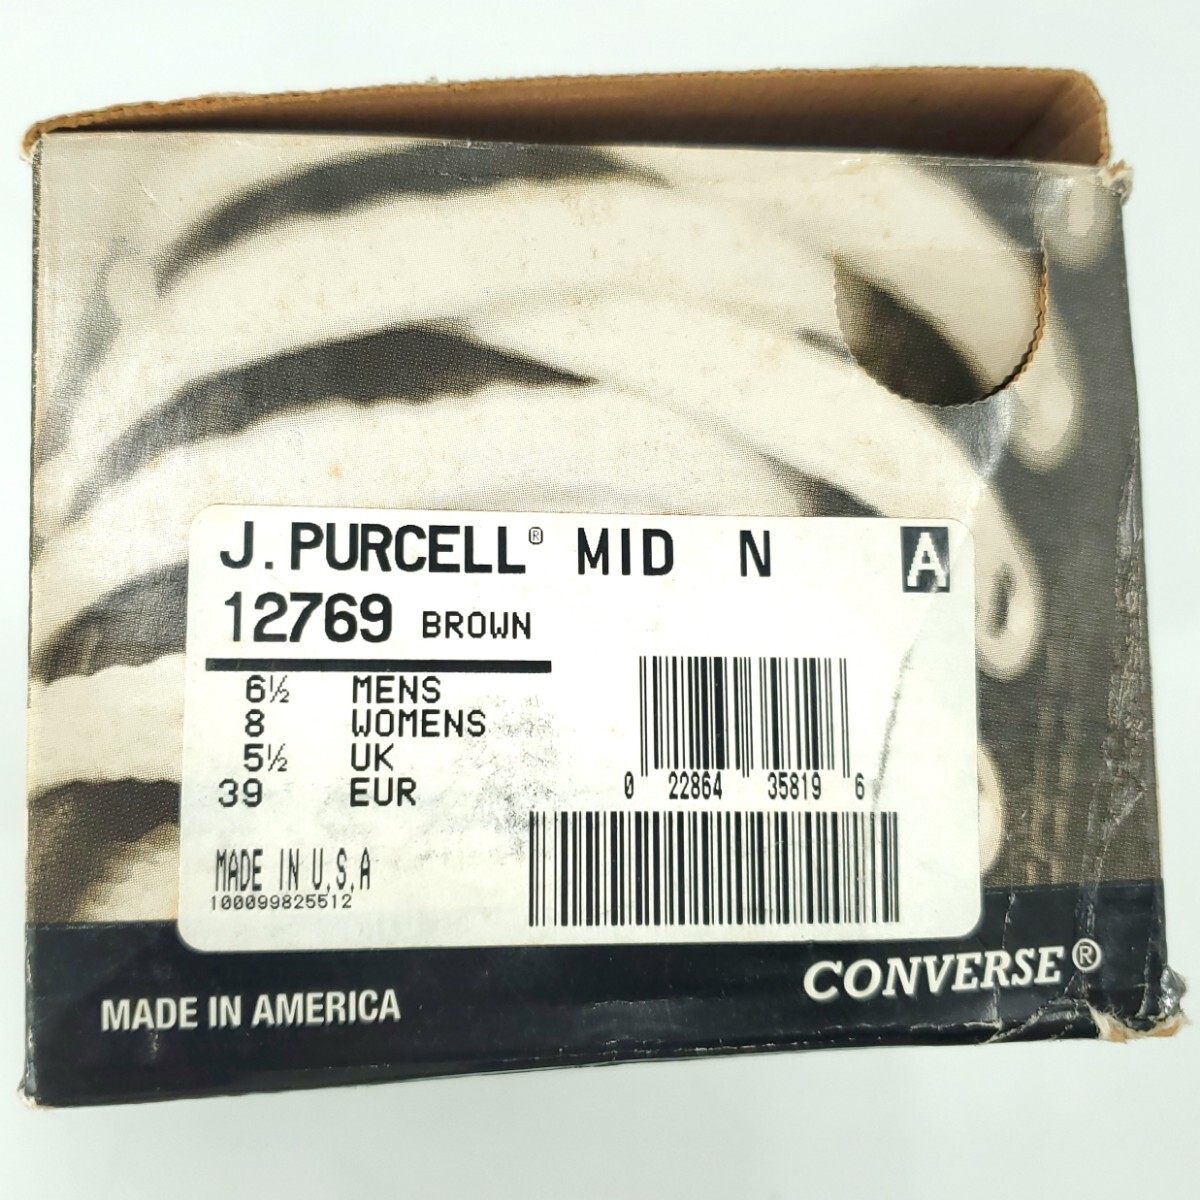 J. PURCELL® MID N A
12769 BROWN
6½ MENS
8 WOMENS
5½ UK
39 EUR
0 22864 35819 6
MADE IN U.S.A
100099825512
CONVERSE®
MADE IN AMERICA